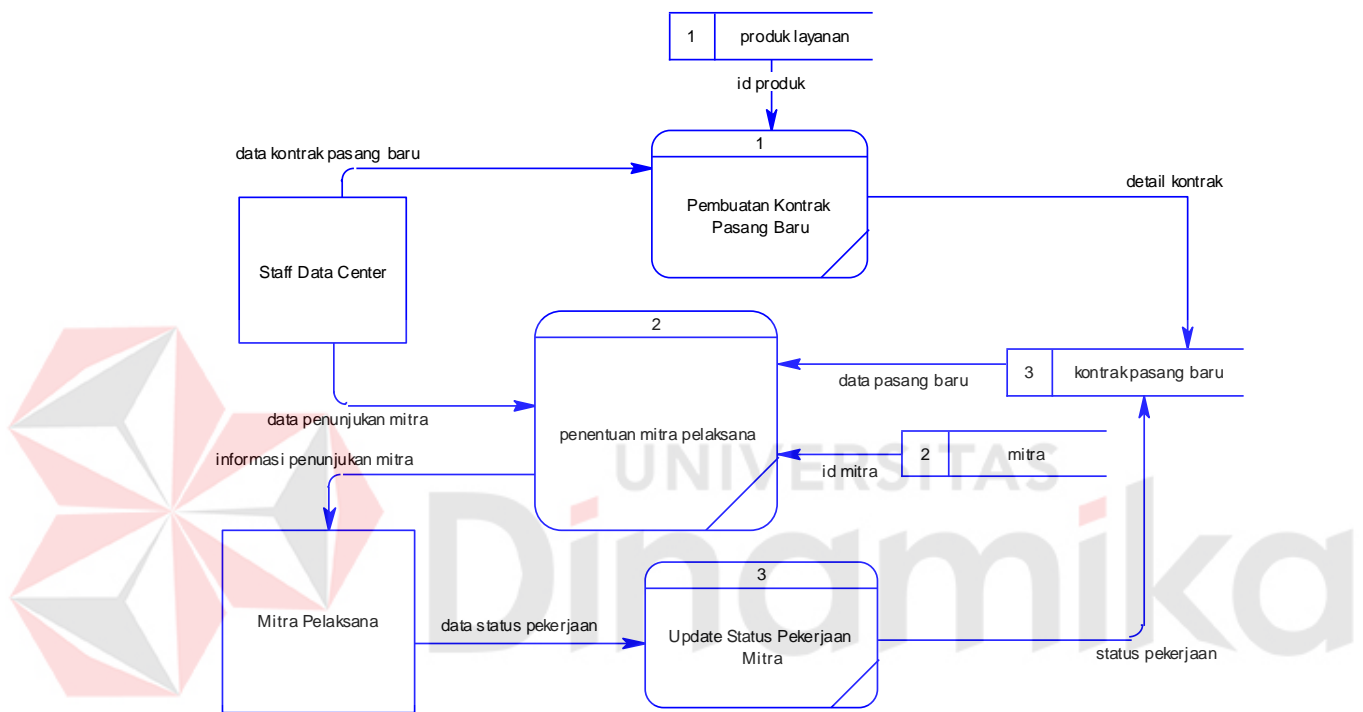 1 produk layanan
id produk
1
data kontrak pasang baru
detail kontrak
Pembuatan Kontrak
Pasang Baru
Staff Data Center
2
data pasang baru
3 kontrak pasang baru
data penunjukan mitra
penentuan mitra pelaksana
informasi penunjukan mitra
id mitra
2 mitra
UNIVERSITAS
Dinamika
3
Mitra Pelaksana
data status pekerjaan
Update Status Pekerjaan
Mitra
status pekerjaan